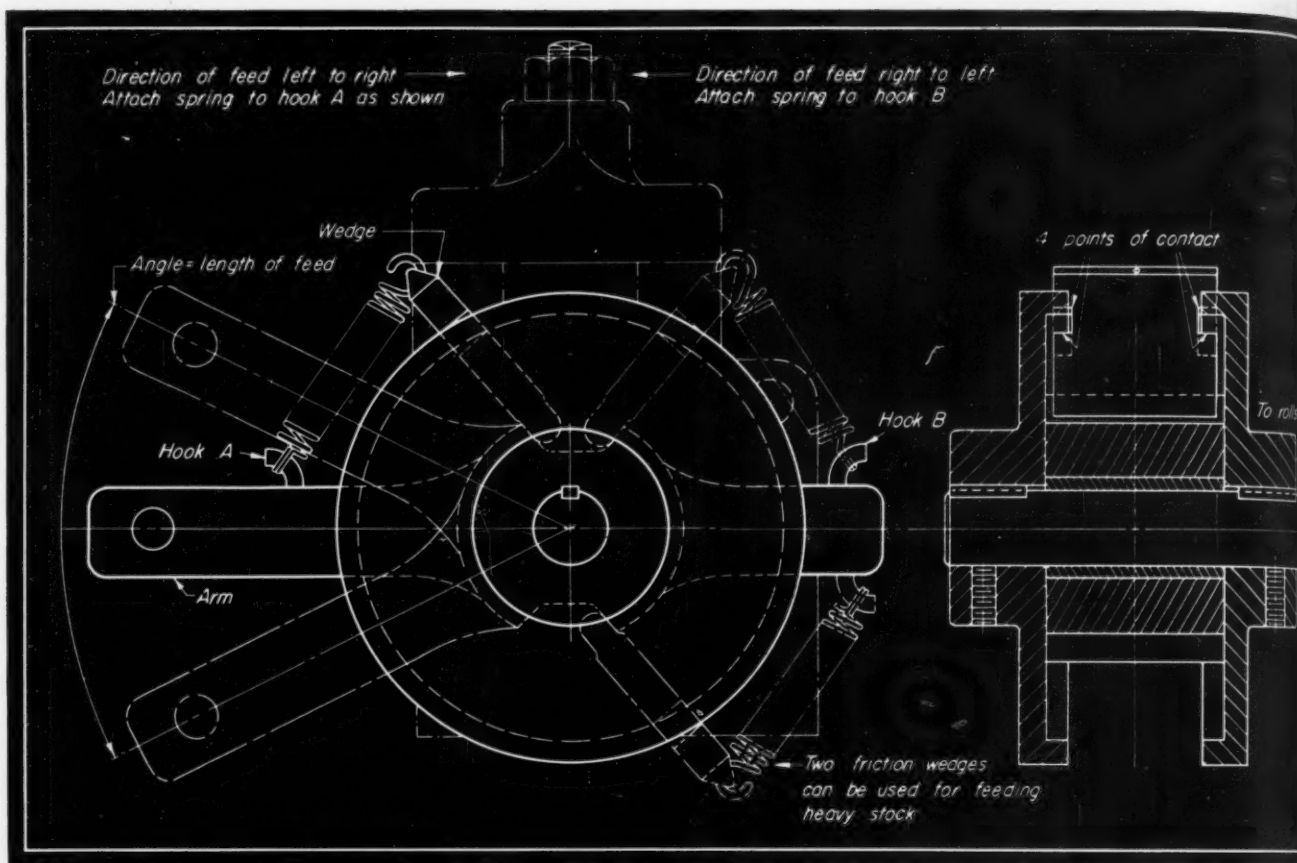 Direction of feed left to right
Attach spring to hook A as shown
Direction of feed right to left
Attach spring to hook B
Wedge
Angle = length of feed
4 points of contact
Hook A
Hook B
To rolls
Arm
Two friction wedges
can be used for feeding
heavy stock